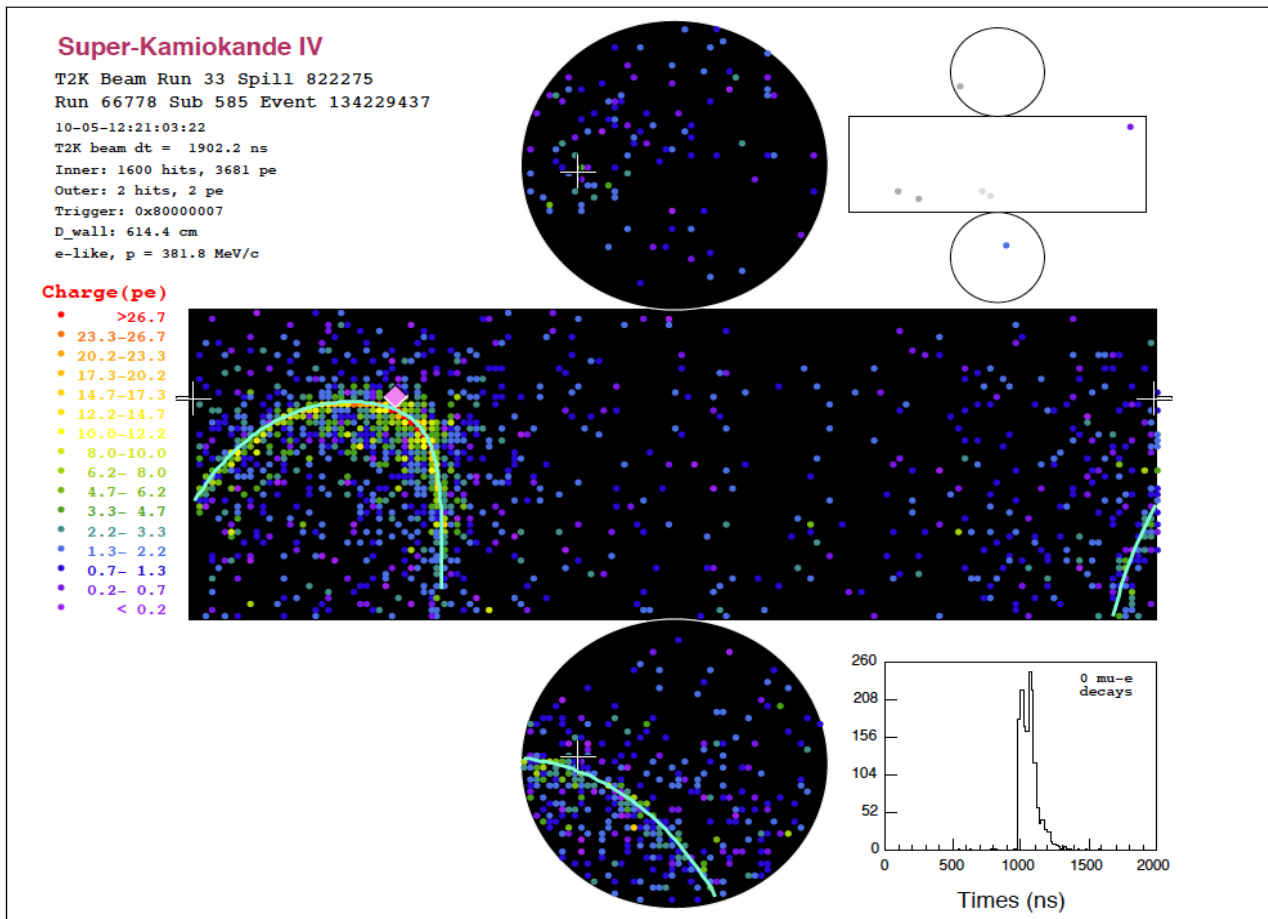 Super-Kamiokande IV
T2K Beam Run 33 Spill 822275
Run 66778 Sub 585 Event 134229437
10-05-12:21:03:22
T2K beam dt = 1902.2 ns
Inner: 1600 hits, 3681 pe
Outer: 2 hits, 2 pe
Trigger: 0x80000007
D_wall: 614.4 cm
e-like, p = 381.8 MeV/c
Charge(pe)
>26.7
23.3-26.7
20.2-23.3
17.3-20.2
14.7-17.3
12.2-14.7
10.0-12.2
8.0-10.0
6.2- 8.0
4.7- 6.2
3.3- 4.7
2.2- 3.3
1.3- 2.2
0.7- 1.3
0.2- 0.7
< 0.2
0 mu-e
decays
260
208
156
104
52
0
0
500
1000
1500
2000
Times (ns)